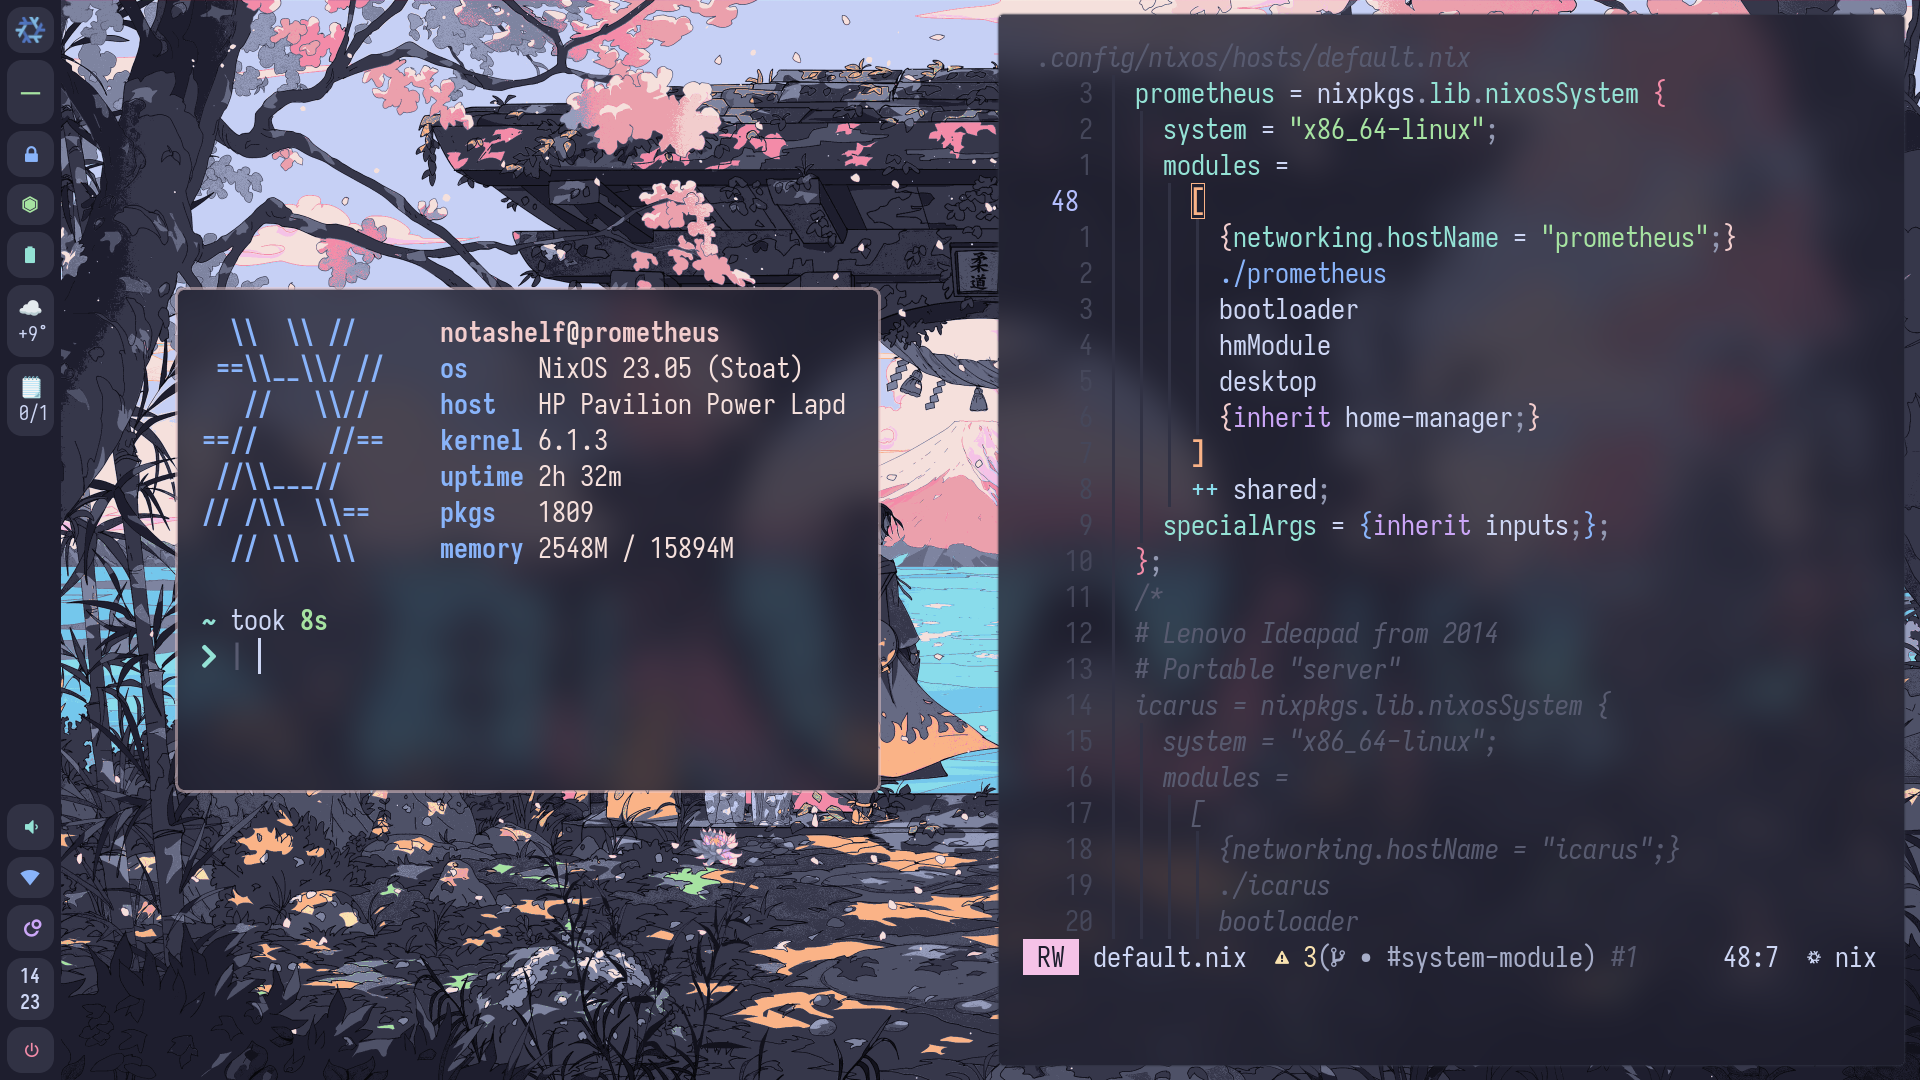 +9°
0/1
14
23
柔道
\\  \\ //
==\\__\\/ //
//   \\//
==//     //==
//\\___//
// /\\  \\==
// \\  \\
notashelf@prometheus
os NixOS 23.05 (Stoat)
host HP Pavilion Power Lapd
kernel 6.1.3
uptime 2h 32m
pkgs 1809
memory 2548M / 15894M
~ took 8s
❯ |
.config/nixos/hosts/default.nix
3 prometheus = nixpkgs.lib.nixosSystem {
2 system = "x86_64-linux";
1 modules =
48 [
1 {networking.hostName = "prometheus";}
2 ./prometheus
3 bootloader
4 hmModule
5 desktop
6 {inherit home-manager;}
7 ]
8 ++ shared;
9 specialArgs = {inherit inputs;};
10 };
11 /*
12 # Lenovo Ideapad from 2014
13 # Portable "server"
14 icarus = nixpkgs.lib.nixosSystem {
15 system = "x86_64-linux";
16 modules =
17 [
18 {networking.hostName = "icarus";}
19 ./icarus
20 bootloader
RW default.nix 3( • #system-module) #1 48:7 nix